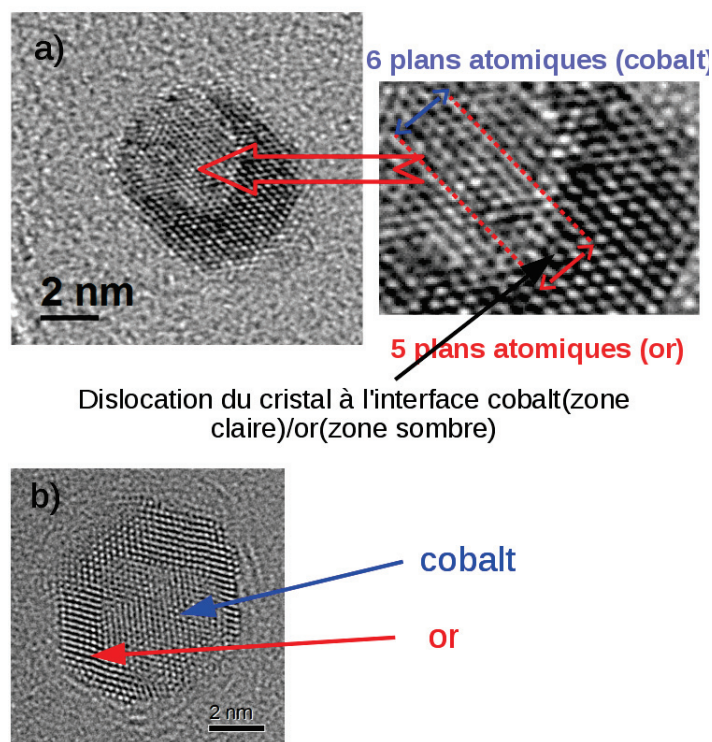 a)
6 plans atomiques (cobalt)
2 nm
5 plans atomiques (or)
Dislocation du cristal à l'interface cobalt(zone
claire)/or(zone sombre)
b)
cobalt
or
2 nm